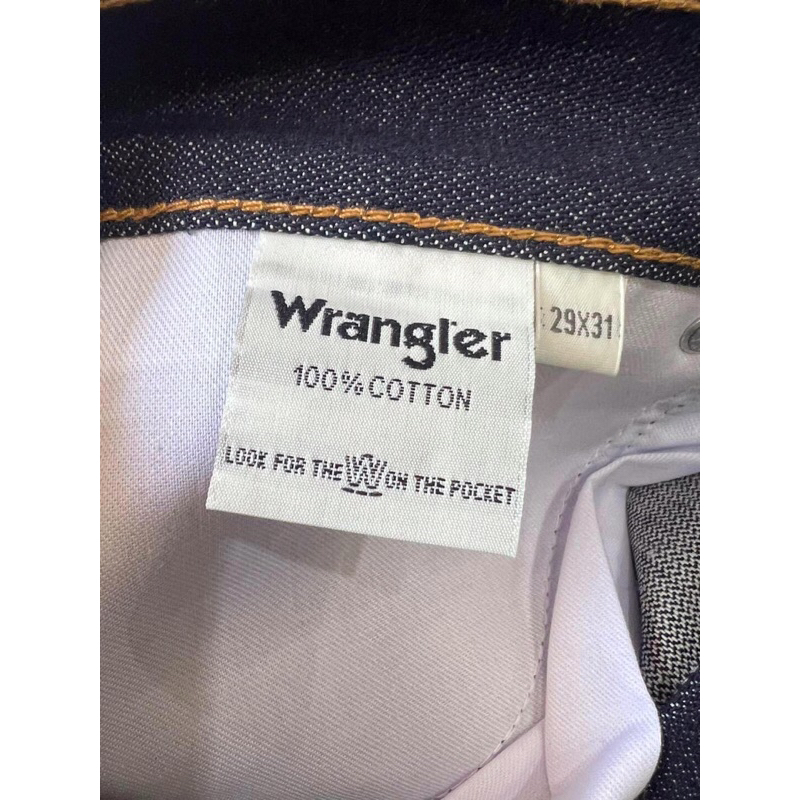 Wrangler
29X31
100% COTTON
LOOK FOR THE W ON THE POCKET